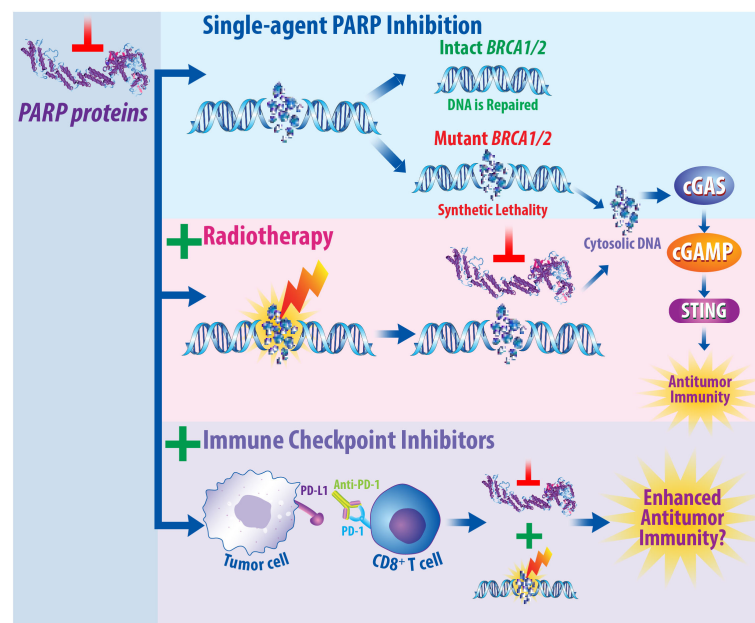 Single-agent PARP Inhibition
PARP proteins
Intact BRCA1/2
DNA is Repaired
Mutant BRCA1/2
Synthetic Lethality
cGAS
Cytosolic DNA
cGAMP
STING
Antitumor
Immunity
+ Radiotherapy
+ Immune Checkpoint Inhibitors
PD-L1
Anti-PD-1
PD-1
Tumor cell
CD8+ T cell
+
Enhanced
Antitumor
Immunity?